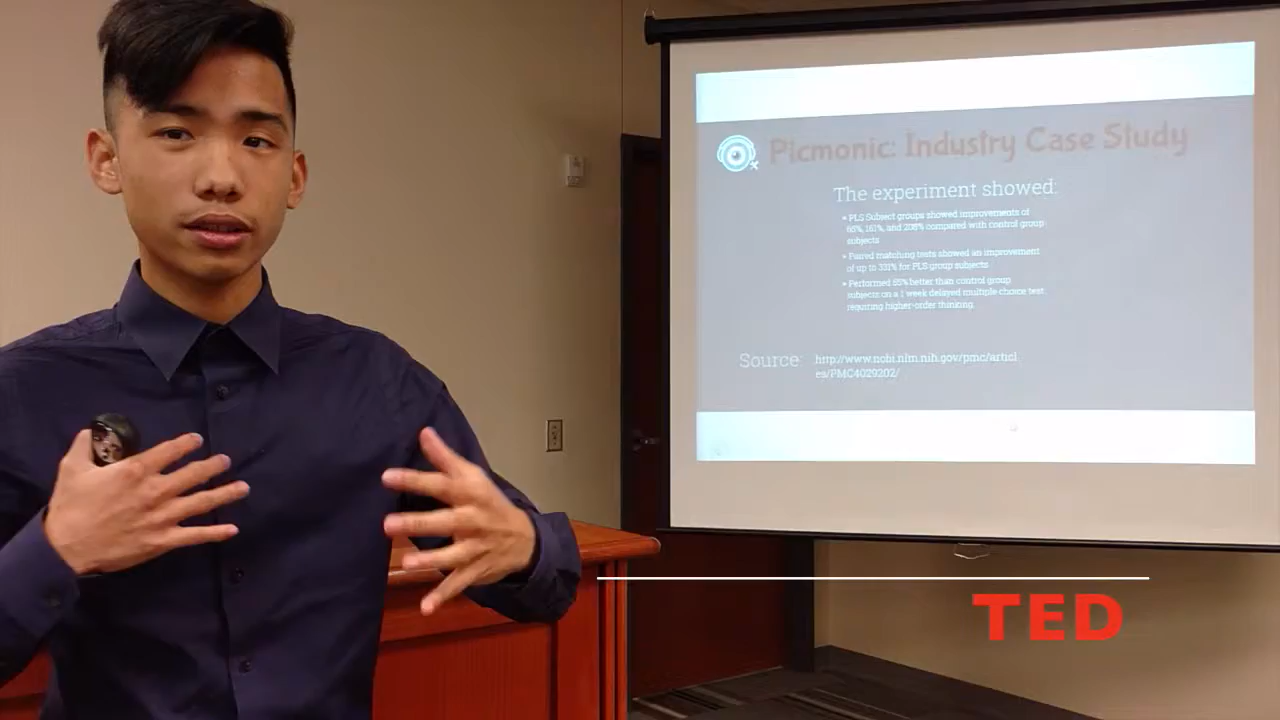 Picmonic: Industry Case Study
The experiment showed:
• PLS Subject groups showed improvements of
65%, 161%, and 208% compared with control group
subjects
• Paired matching tests showed an improvement
of up to 331% for PLS group subjects
• Performed 55% better than control group
subjects on a 1 week delayed multiple choice test
requiring higher-order thinking.
Source: http://www.ncbi.nlm.nih.gov/pmc/articl
es/PMC4029202/
TED